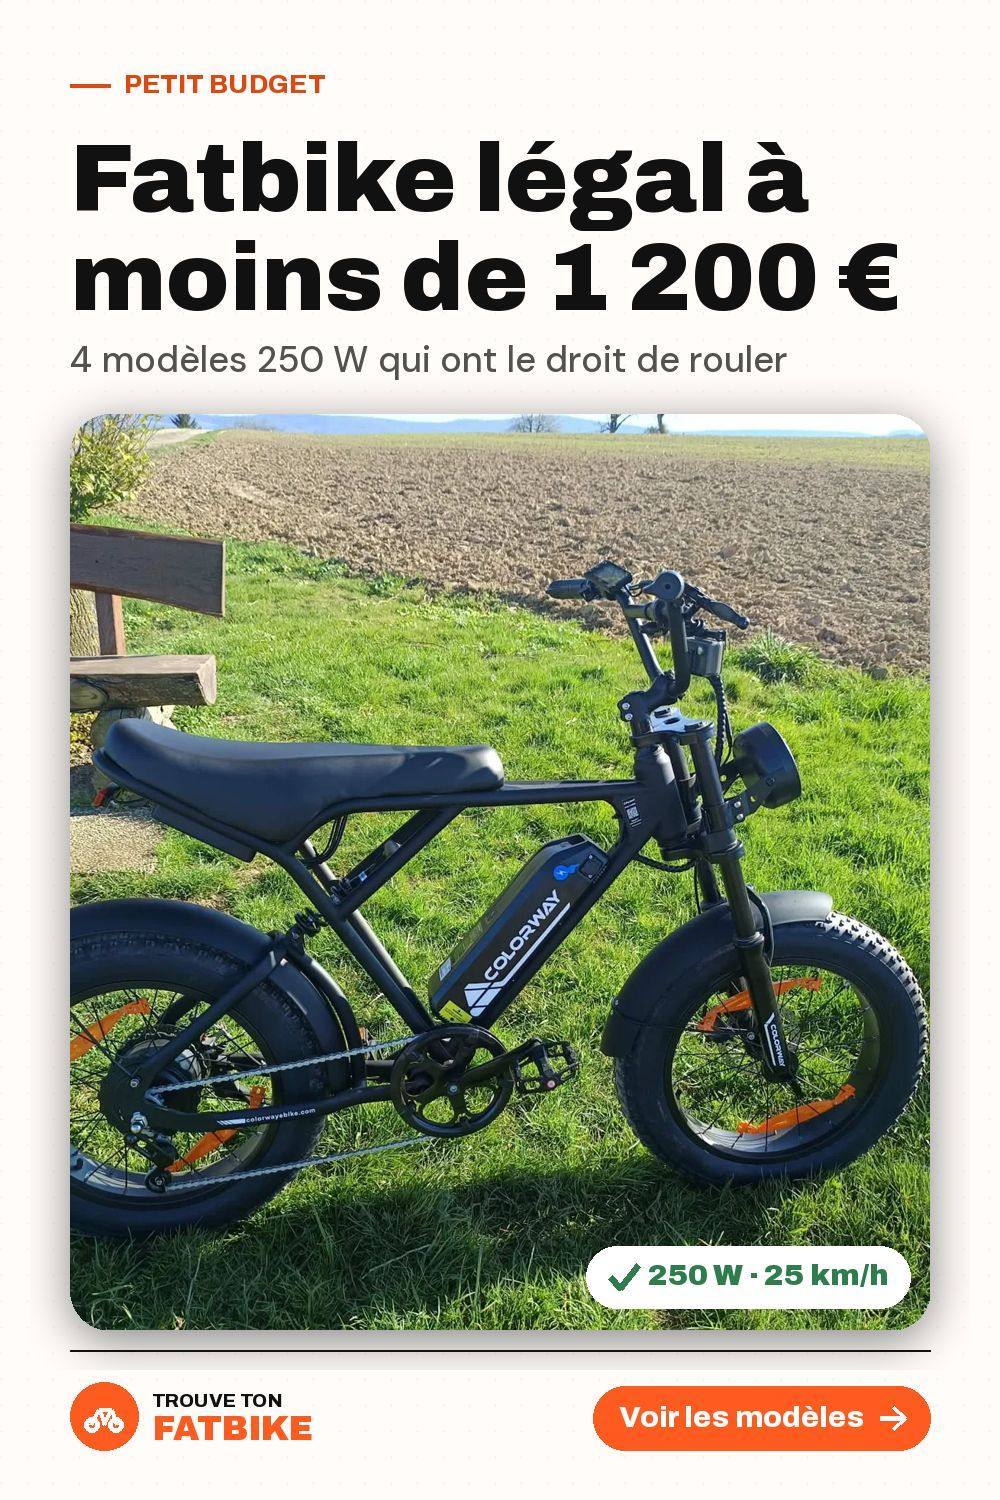 PETIT BUDGET
Fatbike légal à
moins de 1 200 €
4 modèles 250 W qui ont le droit de rouler
COLORWAY
COLORWAY
colorwayebike.com
250 W · 25 km/h
TROUVE TON
FATBIKE
Voir les modèles →